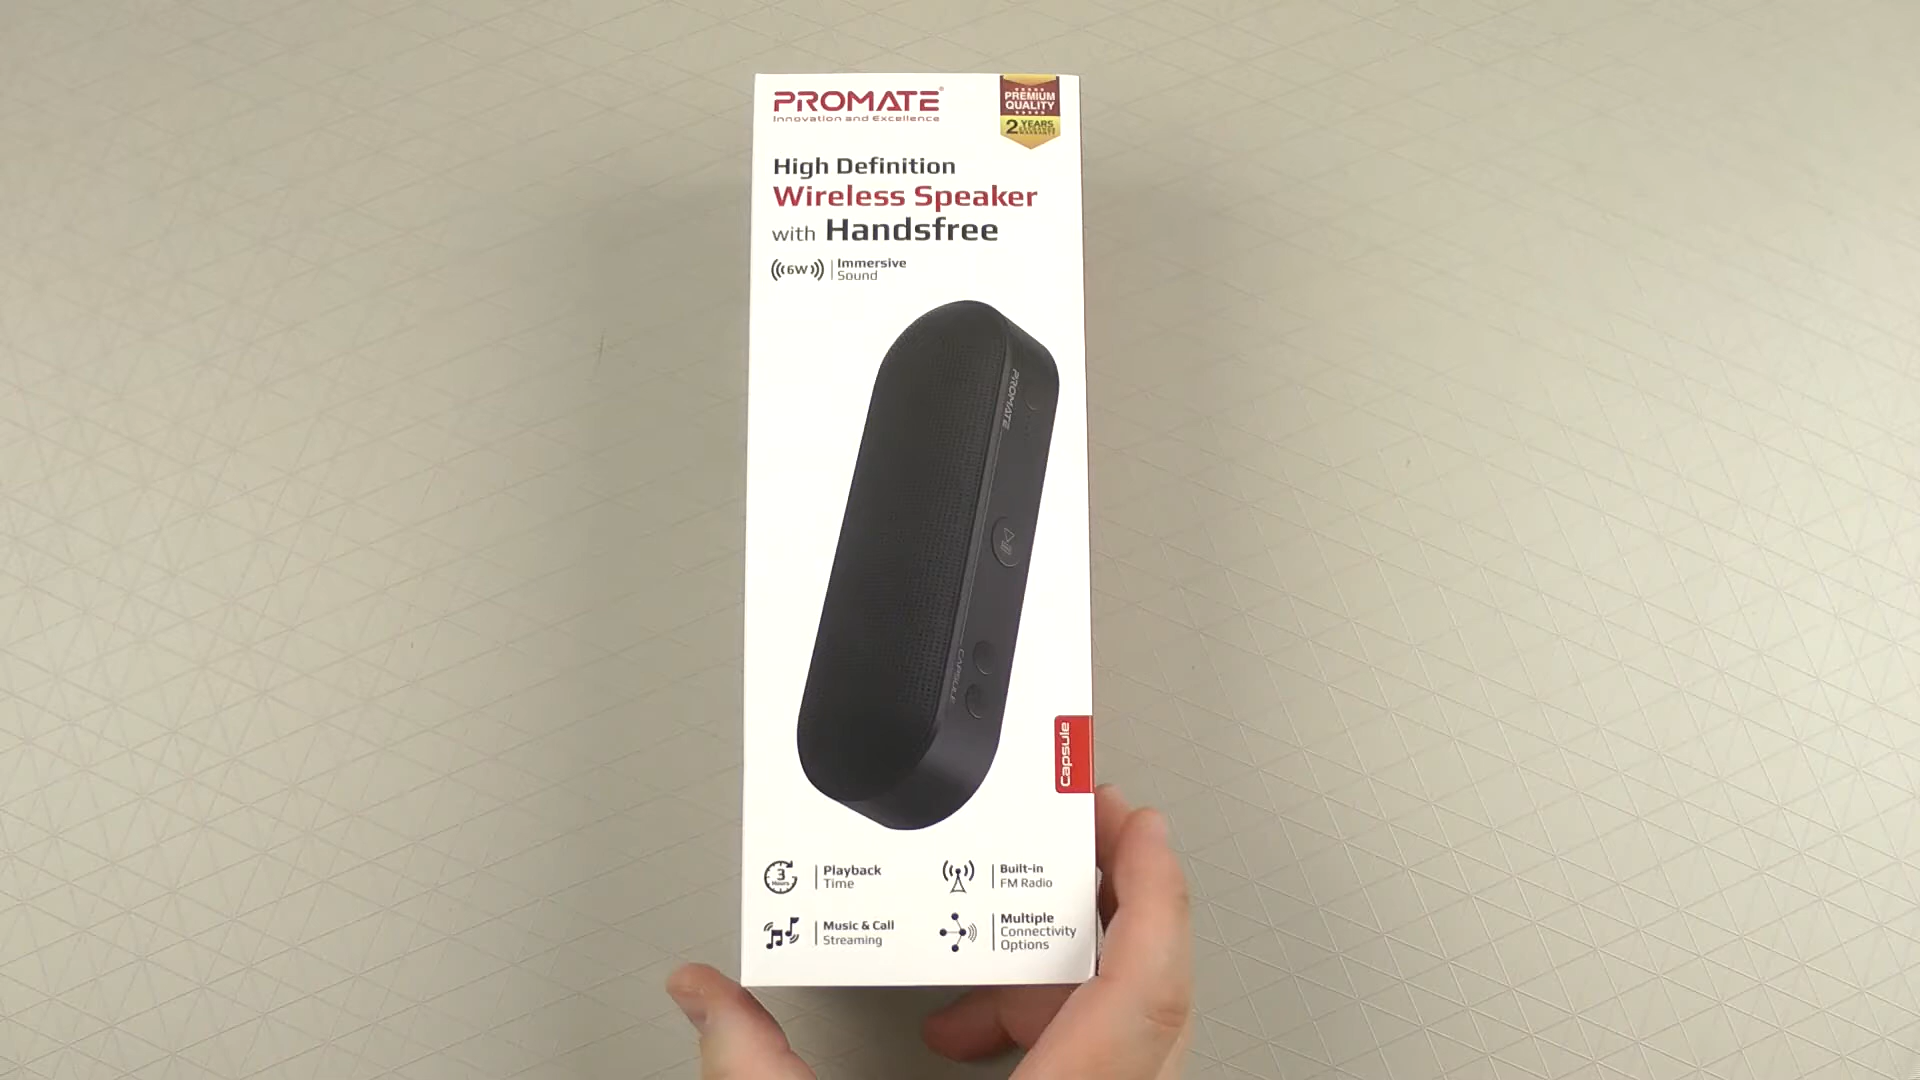 PROMATE
Innovation and Excellence
PREMIUM
QUALITY
2 YEARS
High Definition
Wireless Speaker
with Handsfree
6W
Immersive
Sound
PROMATE
CAPSULE
Capsule
3
Hours
Playback
Time
Built-in
FM Radio
Music & Call
Streaming
Multiple
Connectivity
Options